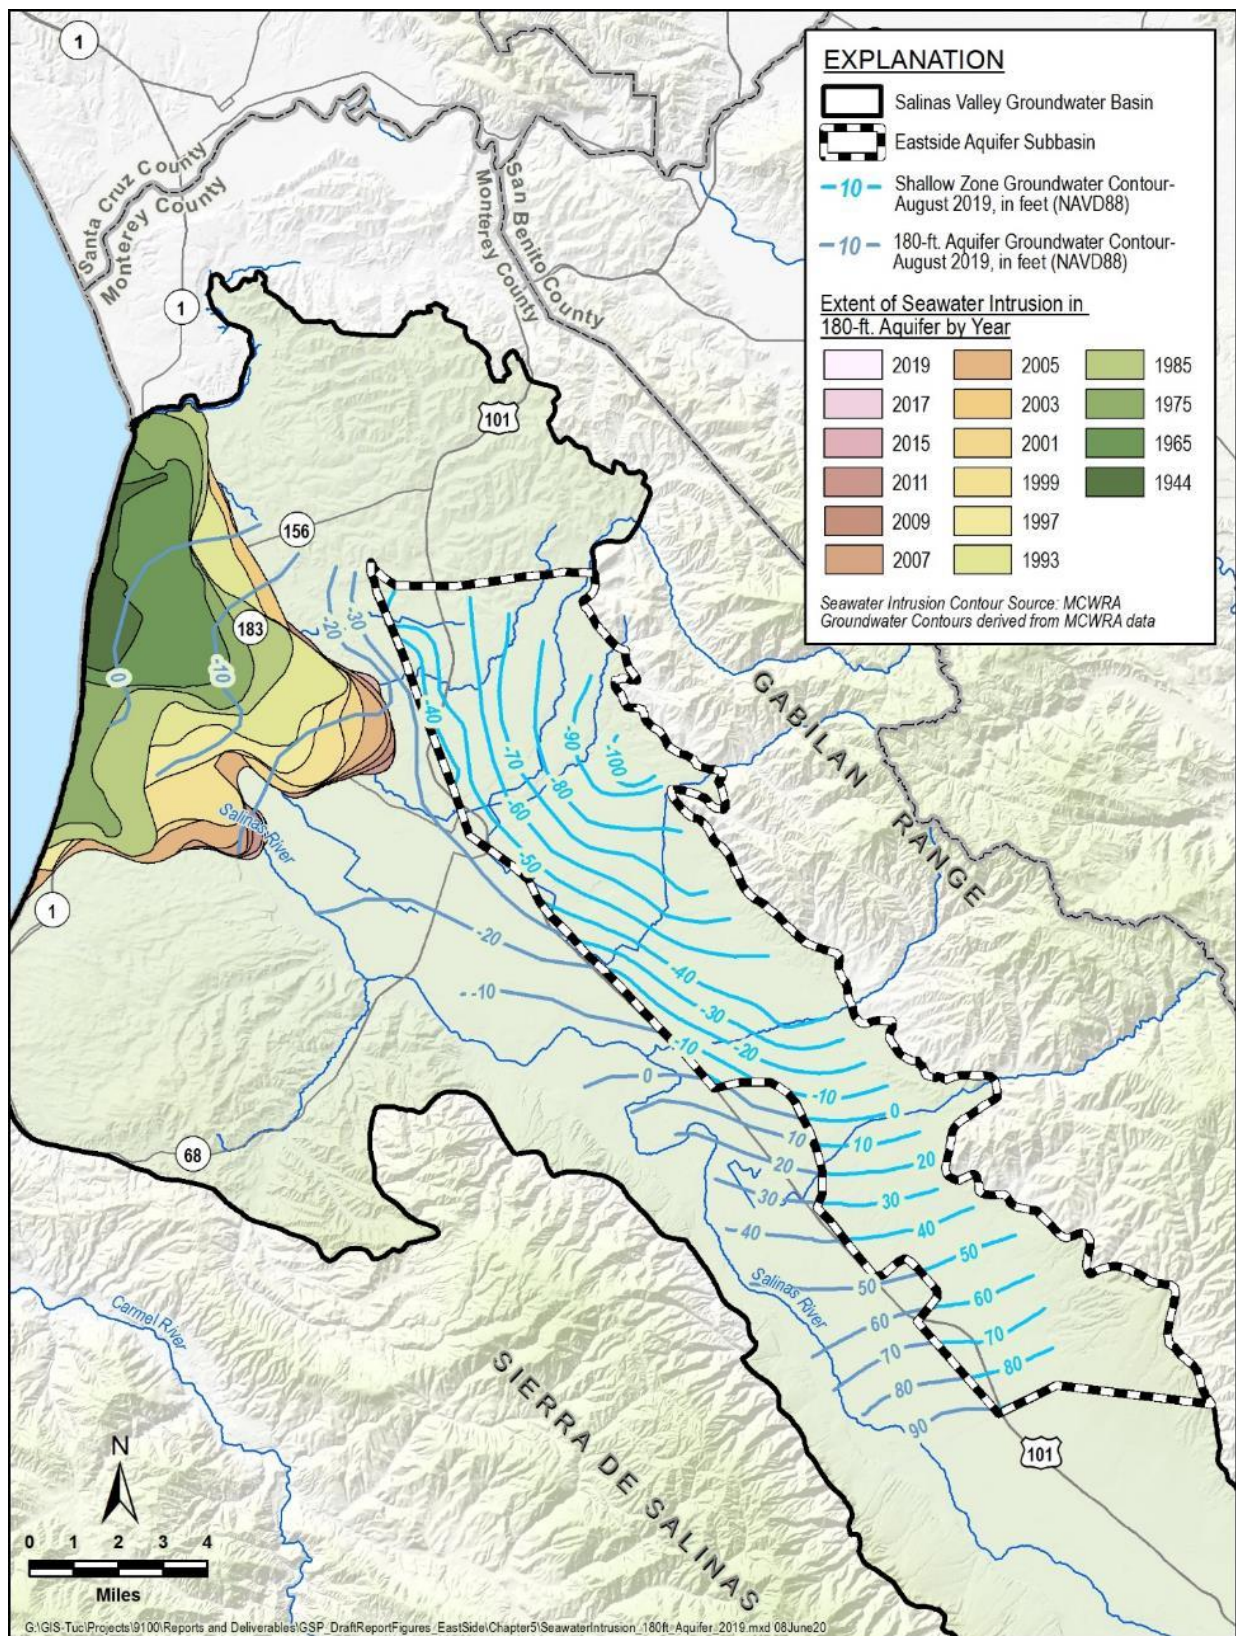 1
EXPLANATION
Salinas Valley Groundwater Basin
Eastside Aquifer Subbasin
-10-
Shallow Zone Groundwater Contour-
August 2019, in feet (NAVD88)
-10-
180-ft. Aquifer Groundwater Contour-
August 2019, in feet (NAVD88)
Extent of Seawater Intrusion in
180-ft. Aquifer by Year
2019
2005
1985
2017
2003
1975
2015
2001
1965
2011
1999
1944
2009
1997
2007
1993
Seawater Intrusion Contour Source: MCWRA
Groundwater Contours derived from MCWRA data
Santa Cruz County
Monterey County
San Benito County
Monterey County
1
101
156
183
-30
-20
0
-10
-40
-90
-100
-70
-80
-60
-50
GABILAN RANGE
Salinas River
1
-20
-10
-40
-30
-20
-10
-10
0
0
10
10
20
20
30
30
40
40
50
50
60
60
70
70
80
80
90
68
Salinas River
Carmel River
SIERRA DE SALINAS
101
N
0 1 2 3 4
Miles
G:\GIS-Tuc\Projects\9100\Reports and Deliverables\GSP_DraftReportFigures_EastSide\Chapter5\SeawaterIntrusion_180ft_Aquifer_2019.mxd 08June20